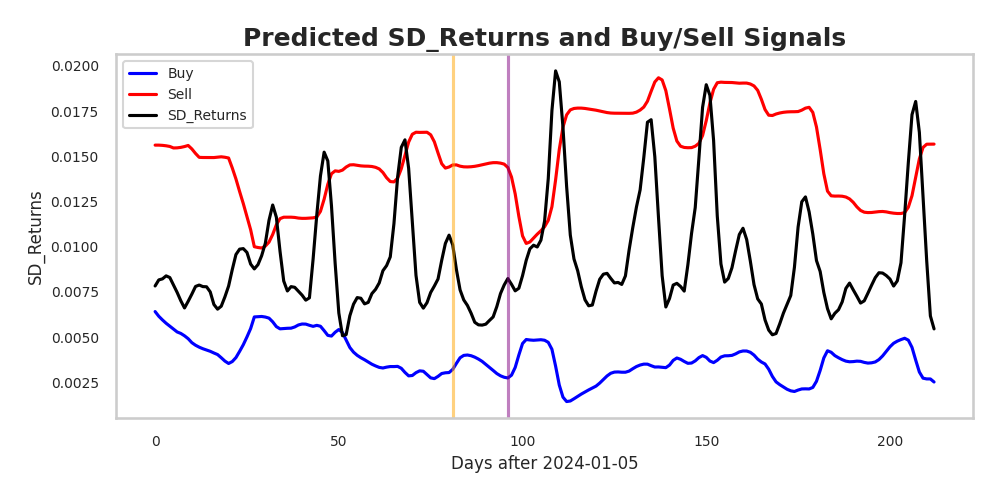 Predicted SD_Returns and Buy/Sell Signals
Buy
Sell
SD_Returns
SD_Returns
0.0200
0.0175
0.0150
0.0125
0.0100
0.0075
0.0050
0.0025
0 50 100 150 200
Days after 2024-01-05